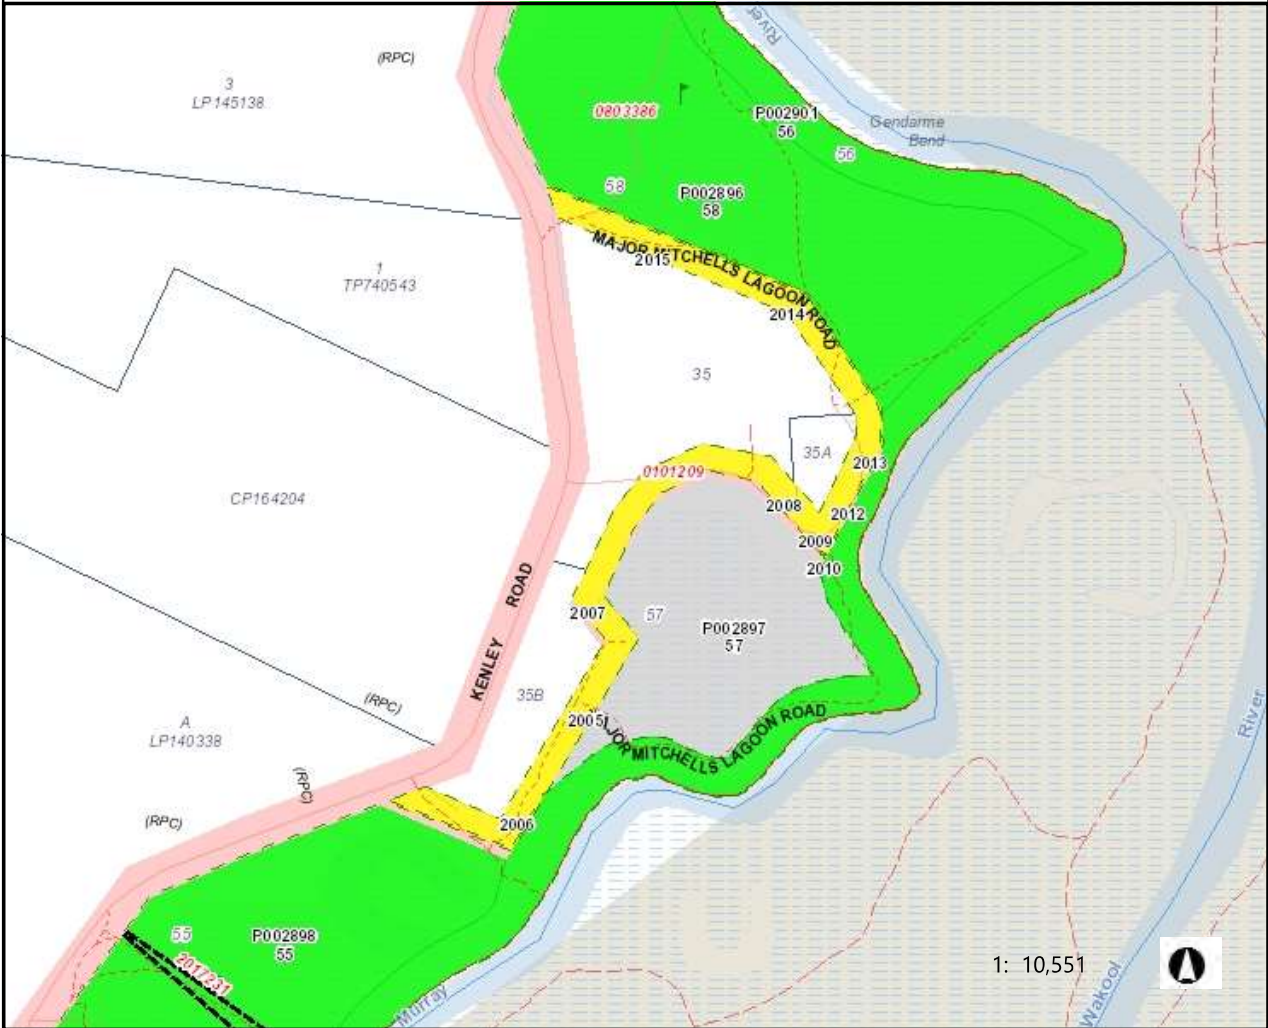 River
(RPC)
3
LP145138
0803386
P002901
56
Gendarme
Bend
56
58
P002896
58
MAJOR MITCHELLS LAGOON ROAD
2015
1
TP740543
2014
35
35A
2013
0101209
2008
2012
2009
2010
CP164204
ROAD
2007
57
P002897
57
KENLEY
35B
(RPC)
2005
MAJOR MITCHELLS LAGOON ROAD
A
LP140338
River
(RPC)
(RPC)
2006
55
P002898
55
2017231
1: 10,551
Murray
Wakool